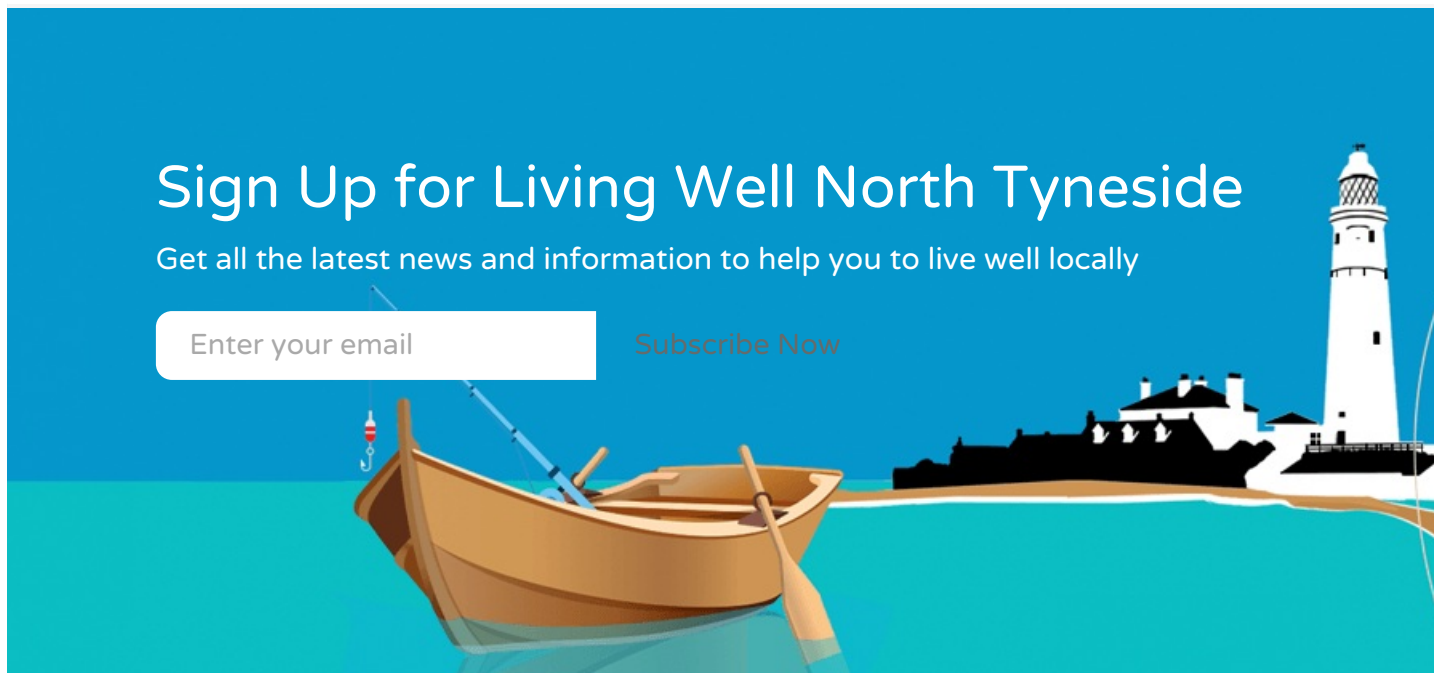 Sign Up for Living Well North Tyneside
Get all the latest news and information to help you to live well locally
Enter your email
Subscribe Now